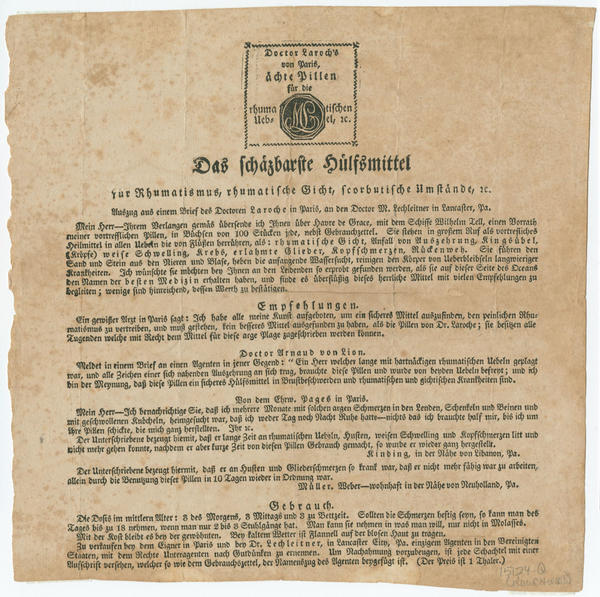 Doctor Laroch's
von Paris,
ächte Pillen
für die
rhuma tischen
Ueb= el, ꝛc.
ML
Das schäzbarste Hülfsmittel
für Rhumatismus, rhumatische Gicht, scorbutische Umstände, ꝛc.
Auszug aus einem Brief des Doctoren Laroche in Paris, an den Doctor M. Lechleitner in Lancaster, Pa.
Mein Herr—Ihrem Verlangen gemäs übersende ich Ihnen über Havre de Grace, mit dem Schiffe Wilhelm Tell, einen Vorrath
meiner vortreflichen Pillen, in Büchsen von 100 Stücken jede, nebst Gebrauchzettel. Sie stehen in großem Ruf als vortrefliches
Heilmittel in allen Uebeln die von Flüßen herrühren, als: rhumatische Gicht, Anfall von Auszehrung, Kingsübel,
(Kröpfe) weise Schwelling, Krebs, erlahmte Glieder, Kopfschmerzen, Rückenweh. Sie führen den
Sand und Stein aus den Nieren und Blase, heben die anfangende Wassersucht, reinigen den Körper von Ueberbleibseln langwieriger
Krankheiten. Ich wünschte sie möchten bey Ihnen an den Leidenden so erprobt gefunden werden, als sie auf dieser Seite des Oceans
den Namen der besten Medizin erhalten haben, und finde es überflüßig dieses herrliche Mittel mit vielen Empfehlungen zu
begleiten; wenige sind hinreichend, dessen Werth zu bestätigen.
Empfehlungen.
Ein gewißer Arzt in Paris sagt: Ich habe alle meine Kunst aufgeboten, um ein sicheres Mittel auszufinden, den peinlichen Rhu=
matismus zu vertreiben, und muß gestehen, kein besseres Mittel ausgefunden zu haben, als die Pillen von Dr. Laroche; sie besitzen alle
Tugenden welche mit Recht dem Mittel für diese arge Plage zugeschrieben werden können.
Doctor Arnaud von Lion.
Meldet in einem Brief an einen Agenten in jener Gegend: "Ein Herr welcher lange mit hartnäckigen rhumatischen Uebeln geplagt
war, und alle Zeichen einer sich nahenden Auszehrung an sich trug, brauchte diese Pillen und wurde von beyden Uebeln befreyt; und ich
bin der Meynung, daß diese Pillen ein sicheres Hülfsmittel in Brustbeschwerden und rhumatischen und gichtrischen Krankheiten sind.
Von dem Ehrw. Pages in Paris.
Mein Herr—Ich benachrichtige Sie, daß ich mehrere Monate mit solchen argen Schmerzen in den Lenden, Schenkeln und Beinen und
mit geschwollenen Knöcheln, heimgesucht war, daß ich weder Tag noch Nacht Ruhe hatte—nichts das ich brauchte half mir, bis ich um
Ihre Pillen schickte, die mich ganz herstellten. Ihr ꝛc.
Der Unterschriebene bezeugt hiermit, daß er lange Zeit an rhumatischen Uebeln, Husten, weisen Schwelling und Kopfschmerzen litt und
nicht mehr gehen konnte, nachdem er aber kurze Zeit von diesen Pillen Gebrauch gemacht, so wurde er wieder ganz hergestellt.
Kinding, in der Nähe von Libanon, Pa.
Der Unterschriebene bezeugt hiermit, daß er an Husten und Gliederschmerzen so krank war, daß er nicht mehr fähig war zu arbeiten,
allein durch die Benutzung dieser Pillen in 10 Tagen wieder in Ordnung war.
Müller, Weber—wohnhaft in der Nähe von Neuholland, Pa.
Gebrauch.
Die Dosis im mittlern Alter: 3 des Morgens, 3 Mittags und 3 zu Bettzeit. Sollten die Schmerzen heftig seyn, so kann man des
Tages bis zu 18 nehmen, wenn man nur 2 bis 3 Stuhlgänge hat. Man kann sie nehmen in was man will, nur nicht in Molasses.
Mit der Kost bleibe es bey der gewöhnten. Bey kaltem Wetter ist Flannell auf der blosen Haut zu tragen.
Zu verkaufen bey dem Eigner in Paris und bey Dr. Lechleitner, in Lancaster City, Pa. einzigem Agenten in den Vereinigten
Staaten, mit dem Rechte Unteragenten nach Gutdünken zu ernennen. Um Nachahmung vorzubeugen, ist jede Schachtel mit einer
Aufschrift versehen, welcher so wie dem Gebrauchszettel, der Namenszug des Agenten beygefügt ist. (Der Preis ist 1 Thaler.)